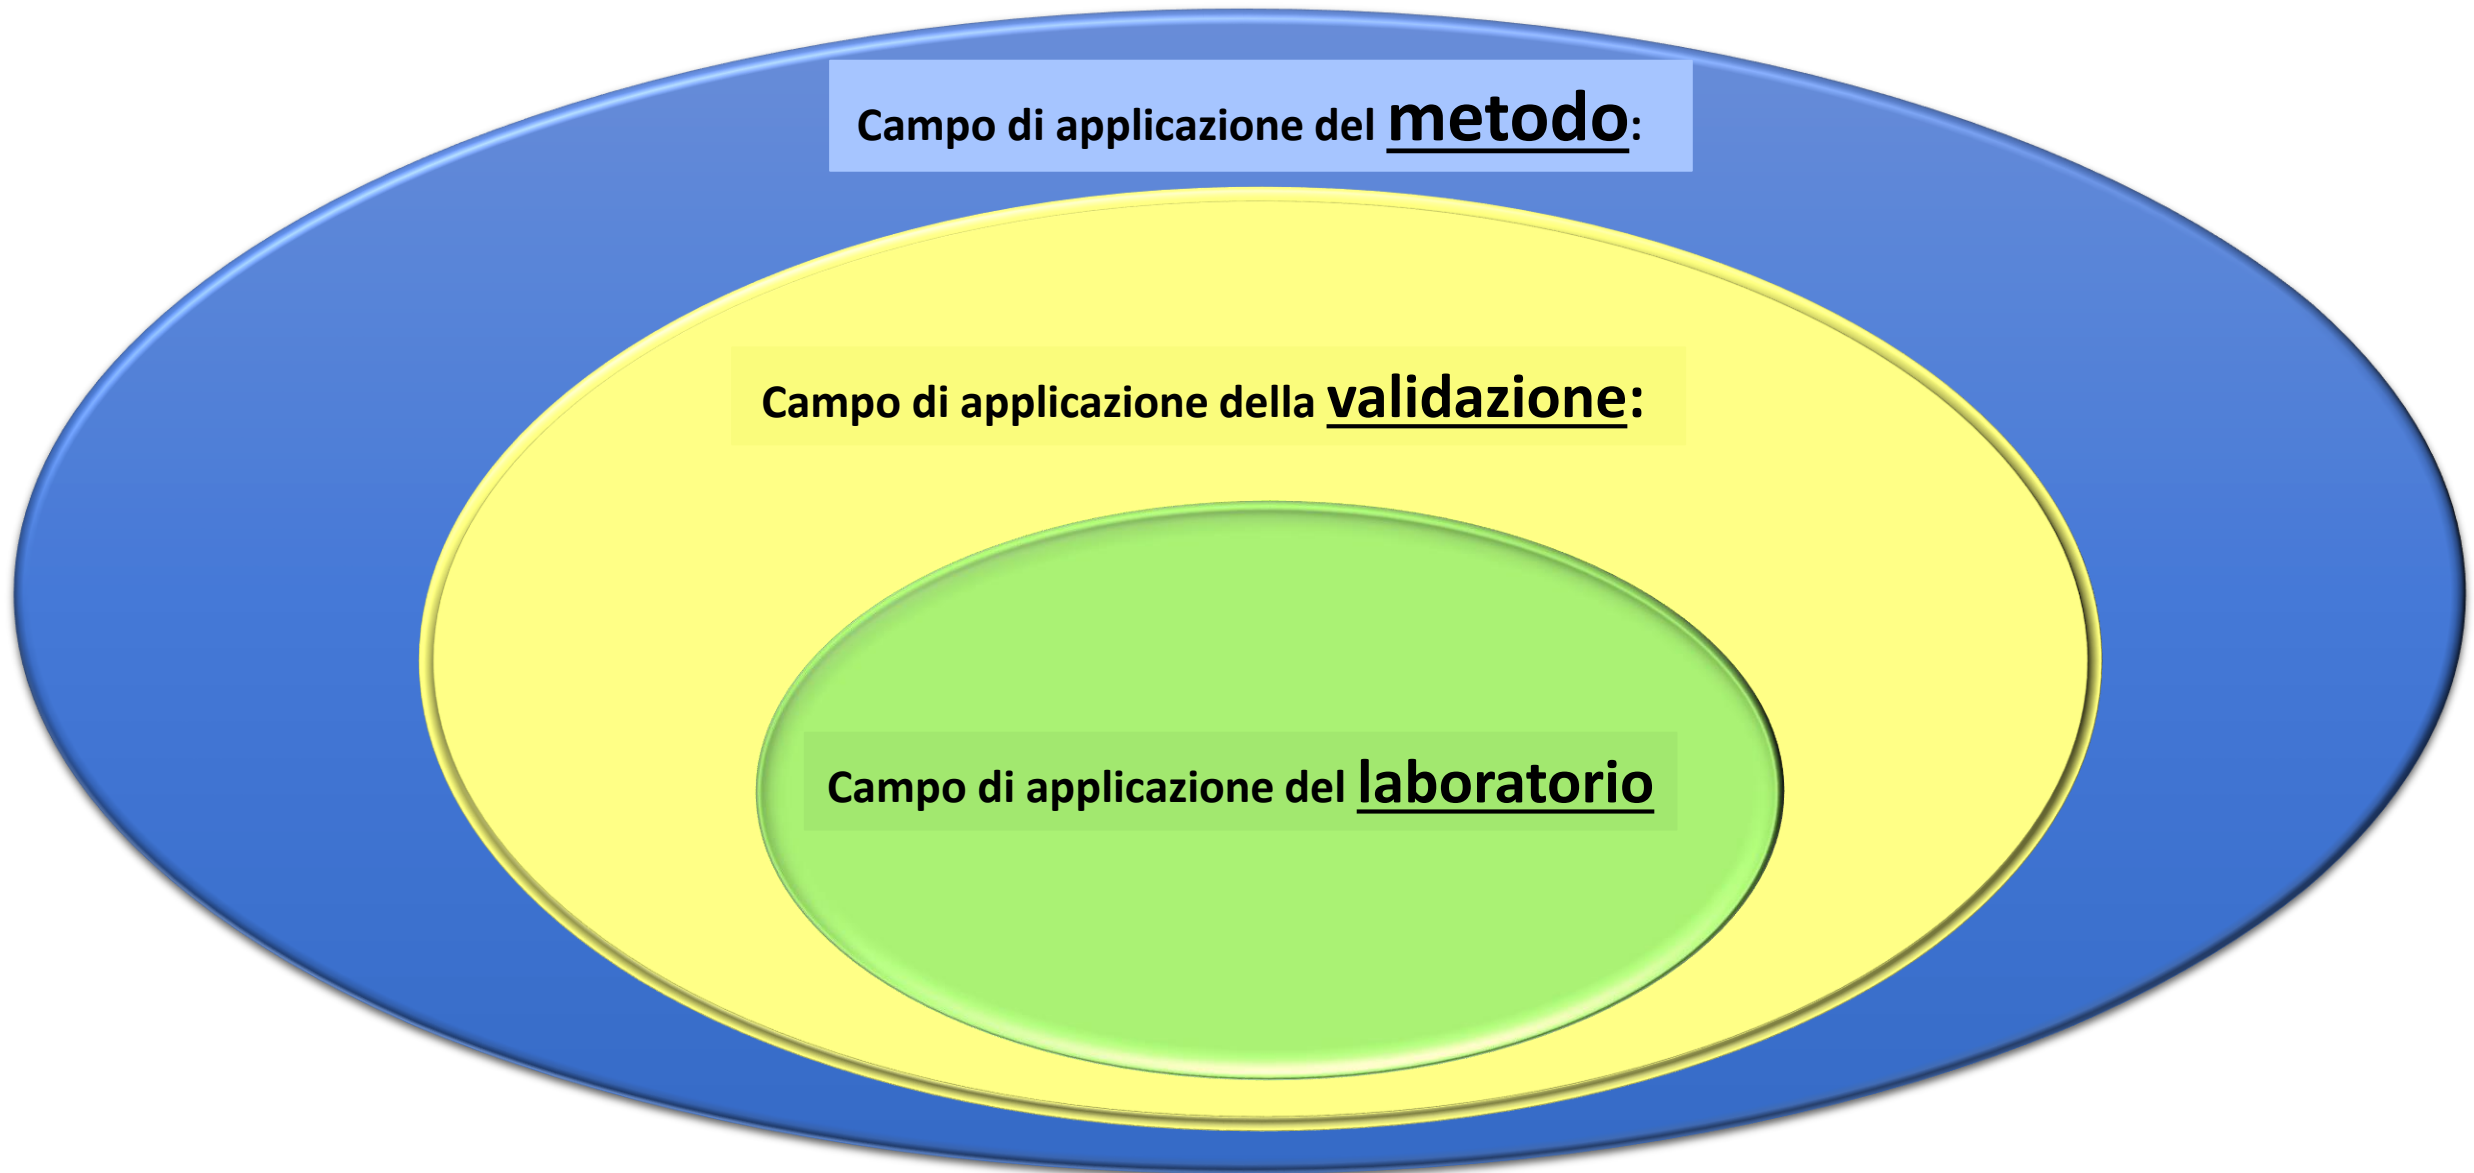 Campo di applicazione del metodo:
Campo di applicazione della validazione:
Campo di applicazione del laboratorio